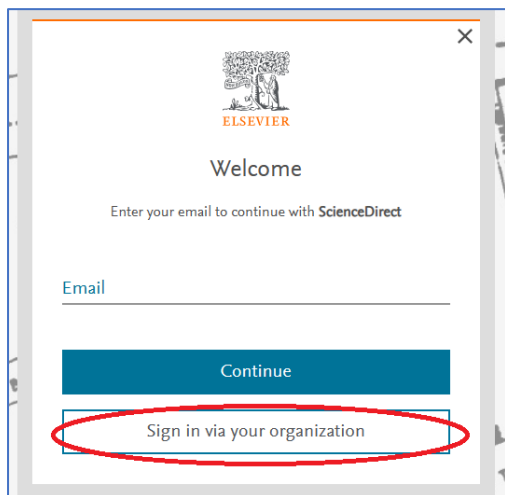 ELSEVIER
Welcome
Enter your email to continue with ScienceDirect
Email
Continue
Sign in via your organization